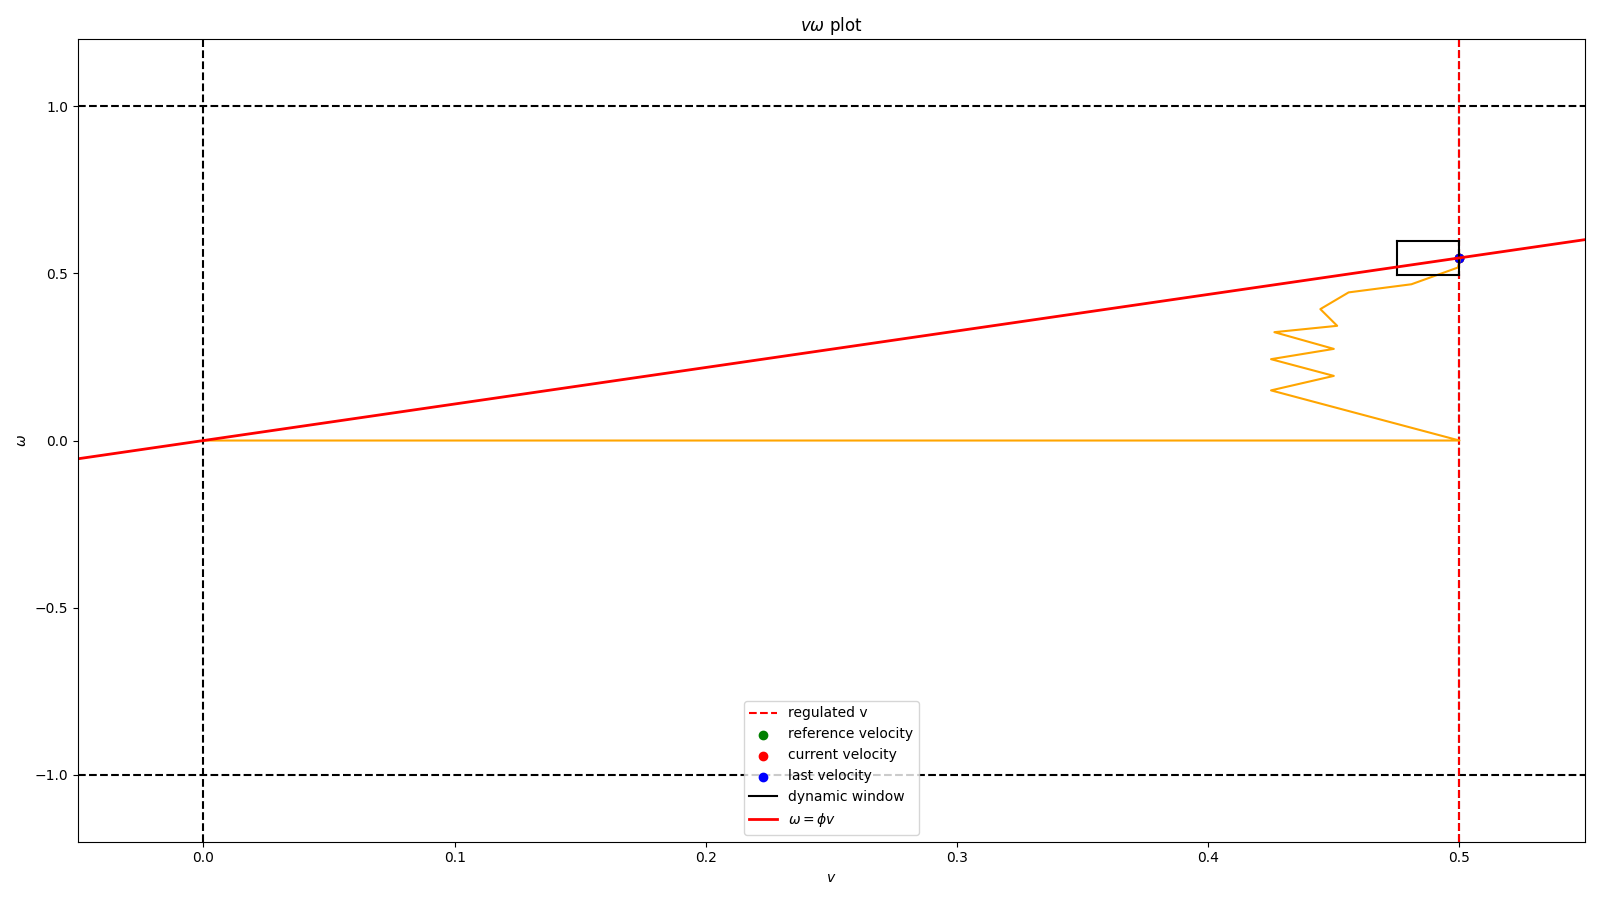 vω plot
1.0
0.5
0.0
−0.5
−1.0
ω
0.0
0.1
0.2
0.3
0.4
0.5
v
regulated v
reference velocity
current velocity
last velocity
dynamic window
ω = ϕv